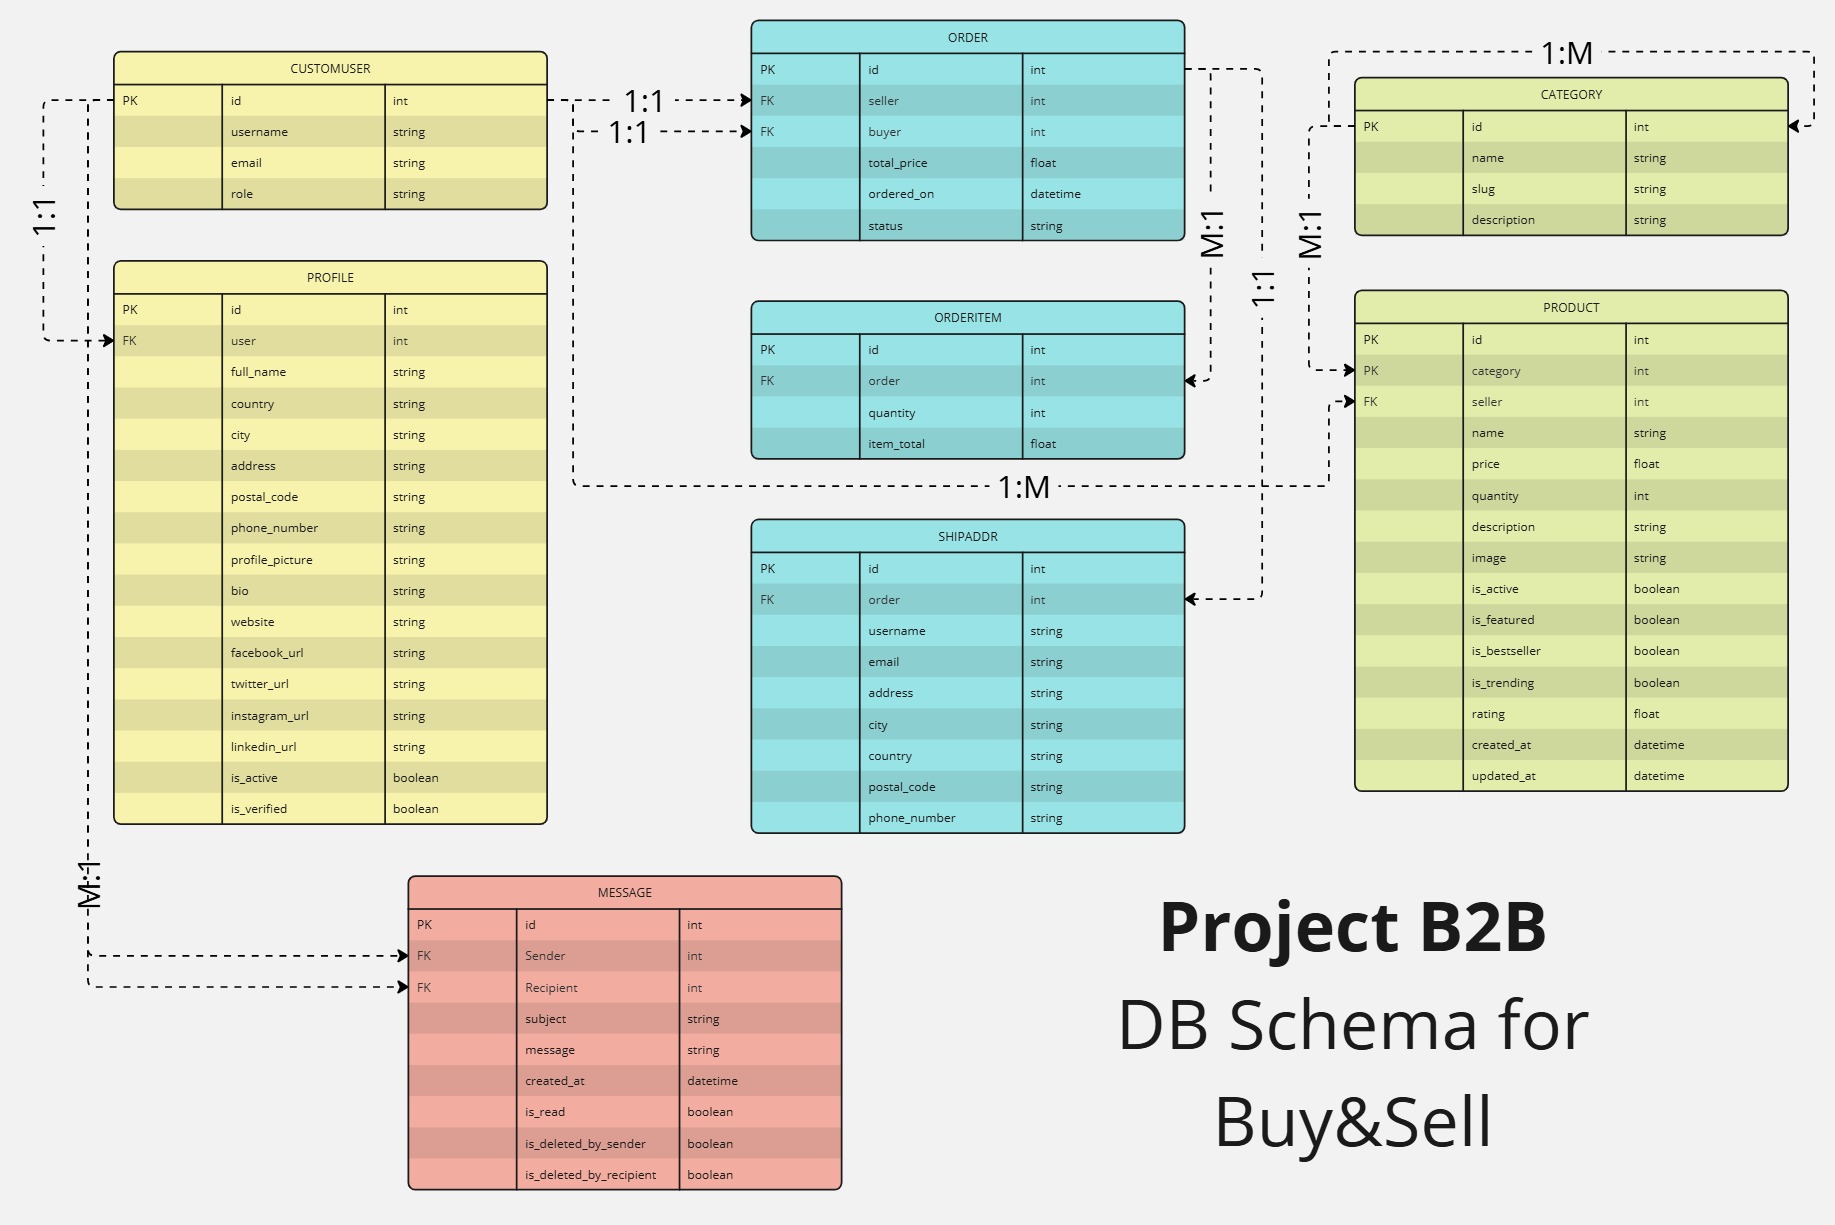 CUSTOMUSER
PK id int
username string
email string
role string
1:1
PROFILE
PK id int
FK user int
full_name string
country string
city string
address string
postal_code string
phone_number string
profile_picture string
bio string
website string
facebook_url string
twitter_url string
instagram_url string
linkedin_url string
is_active boolean
is_verified boolean
M:1
1:1
1:1
ORDER
PK id int
FK seller int
FK buyer int
total_price float
ordered_on datetime
status string
M:1
1:1
ORDERITEM
PK id int
FK order int
quantity int
item_total float
1:M
SHIPADDR
PK id int
FK order int
username string
email string
address string
city string
country string
postal_code string
phone_number string
1:M
CATEGORY
PK id int
name string
slug string
description string
M:1
PRODUCT
PK id int
PK category int
FK seller int
name string
price float
quantity int
description string
image string
is_active boolean
is_featured boolean
is_bestseller boolean
is_trending boolean
rating float
created_at datetime
updated_at datetime
MESSAGE
PK id int
FK Sender int
FK Recipient int
subject string
message string
created_at datetime
is_read boolean
is_deleted_by_sender boolean
is_deleted_by_recipient boolean
Project B2B
DB Schema for
Buy&Sell